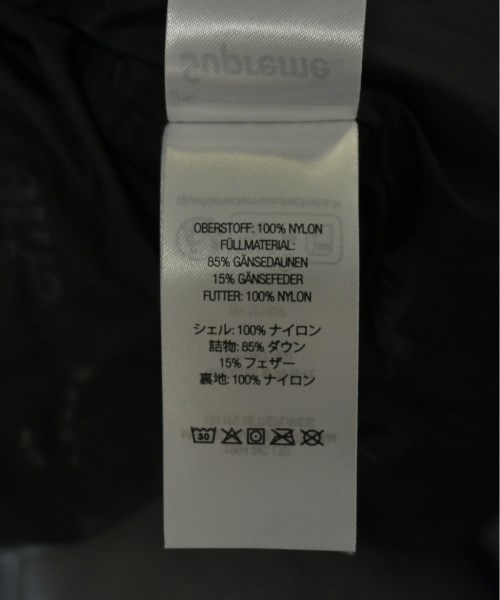 Supreme
OBERSTOFF: 100% NYLON
FÜLLMATERIAL:
85% GÄNSEDAUNEN
15% GÄNSEFEDER
FUTTER: 100% NYLON
シェル: 100% ナイロン
詰物: 85% ダウン
15% フェザー
裏地: 100% ナイロン
30